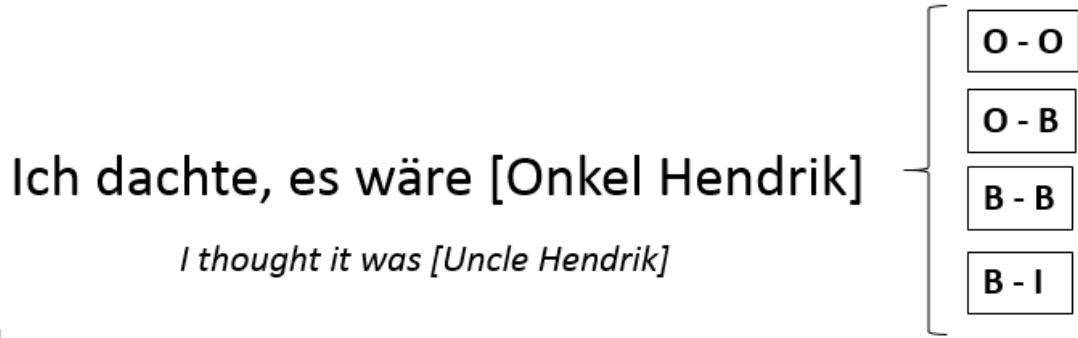 O - O
O - B
Ich dachte, es wäre [Onkel Hendrik]
B - B
I thought it was [Uncle Hendrik]
B - I